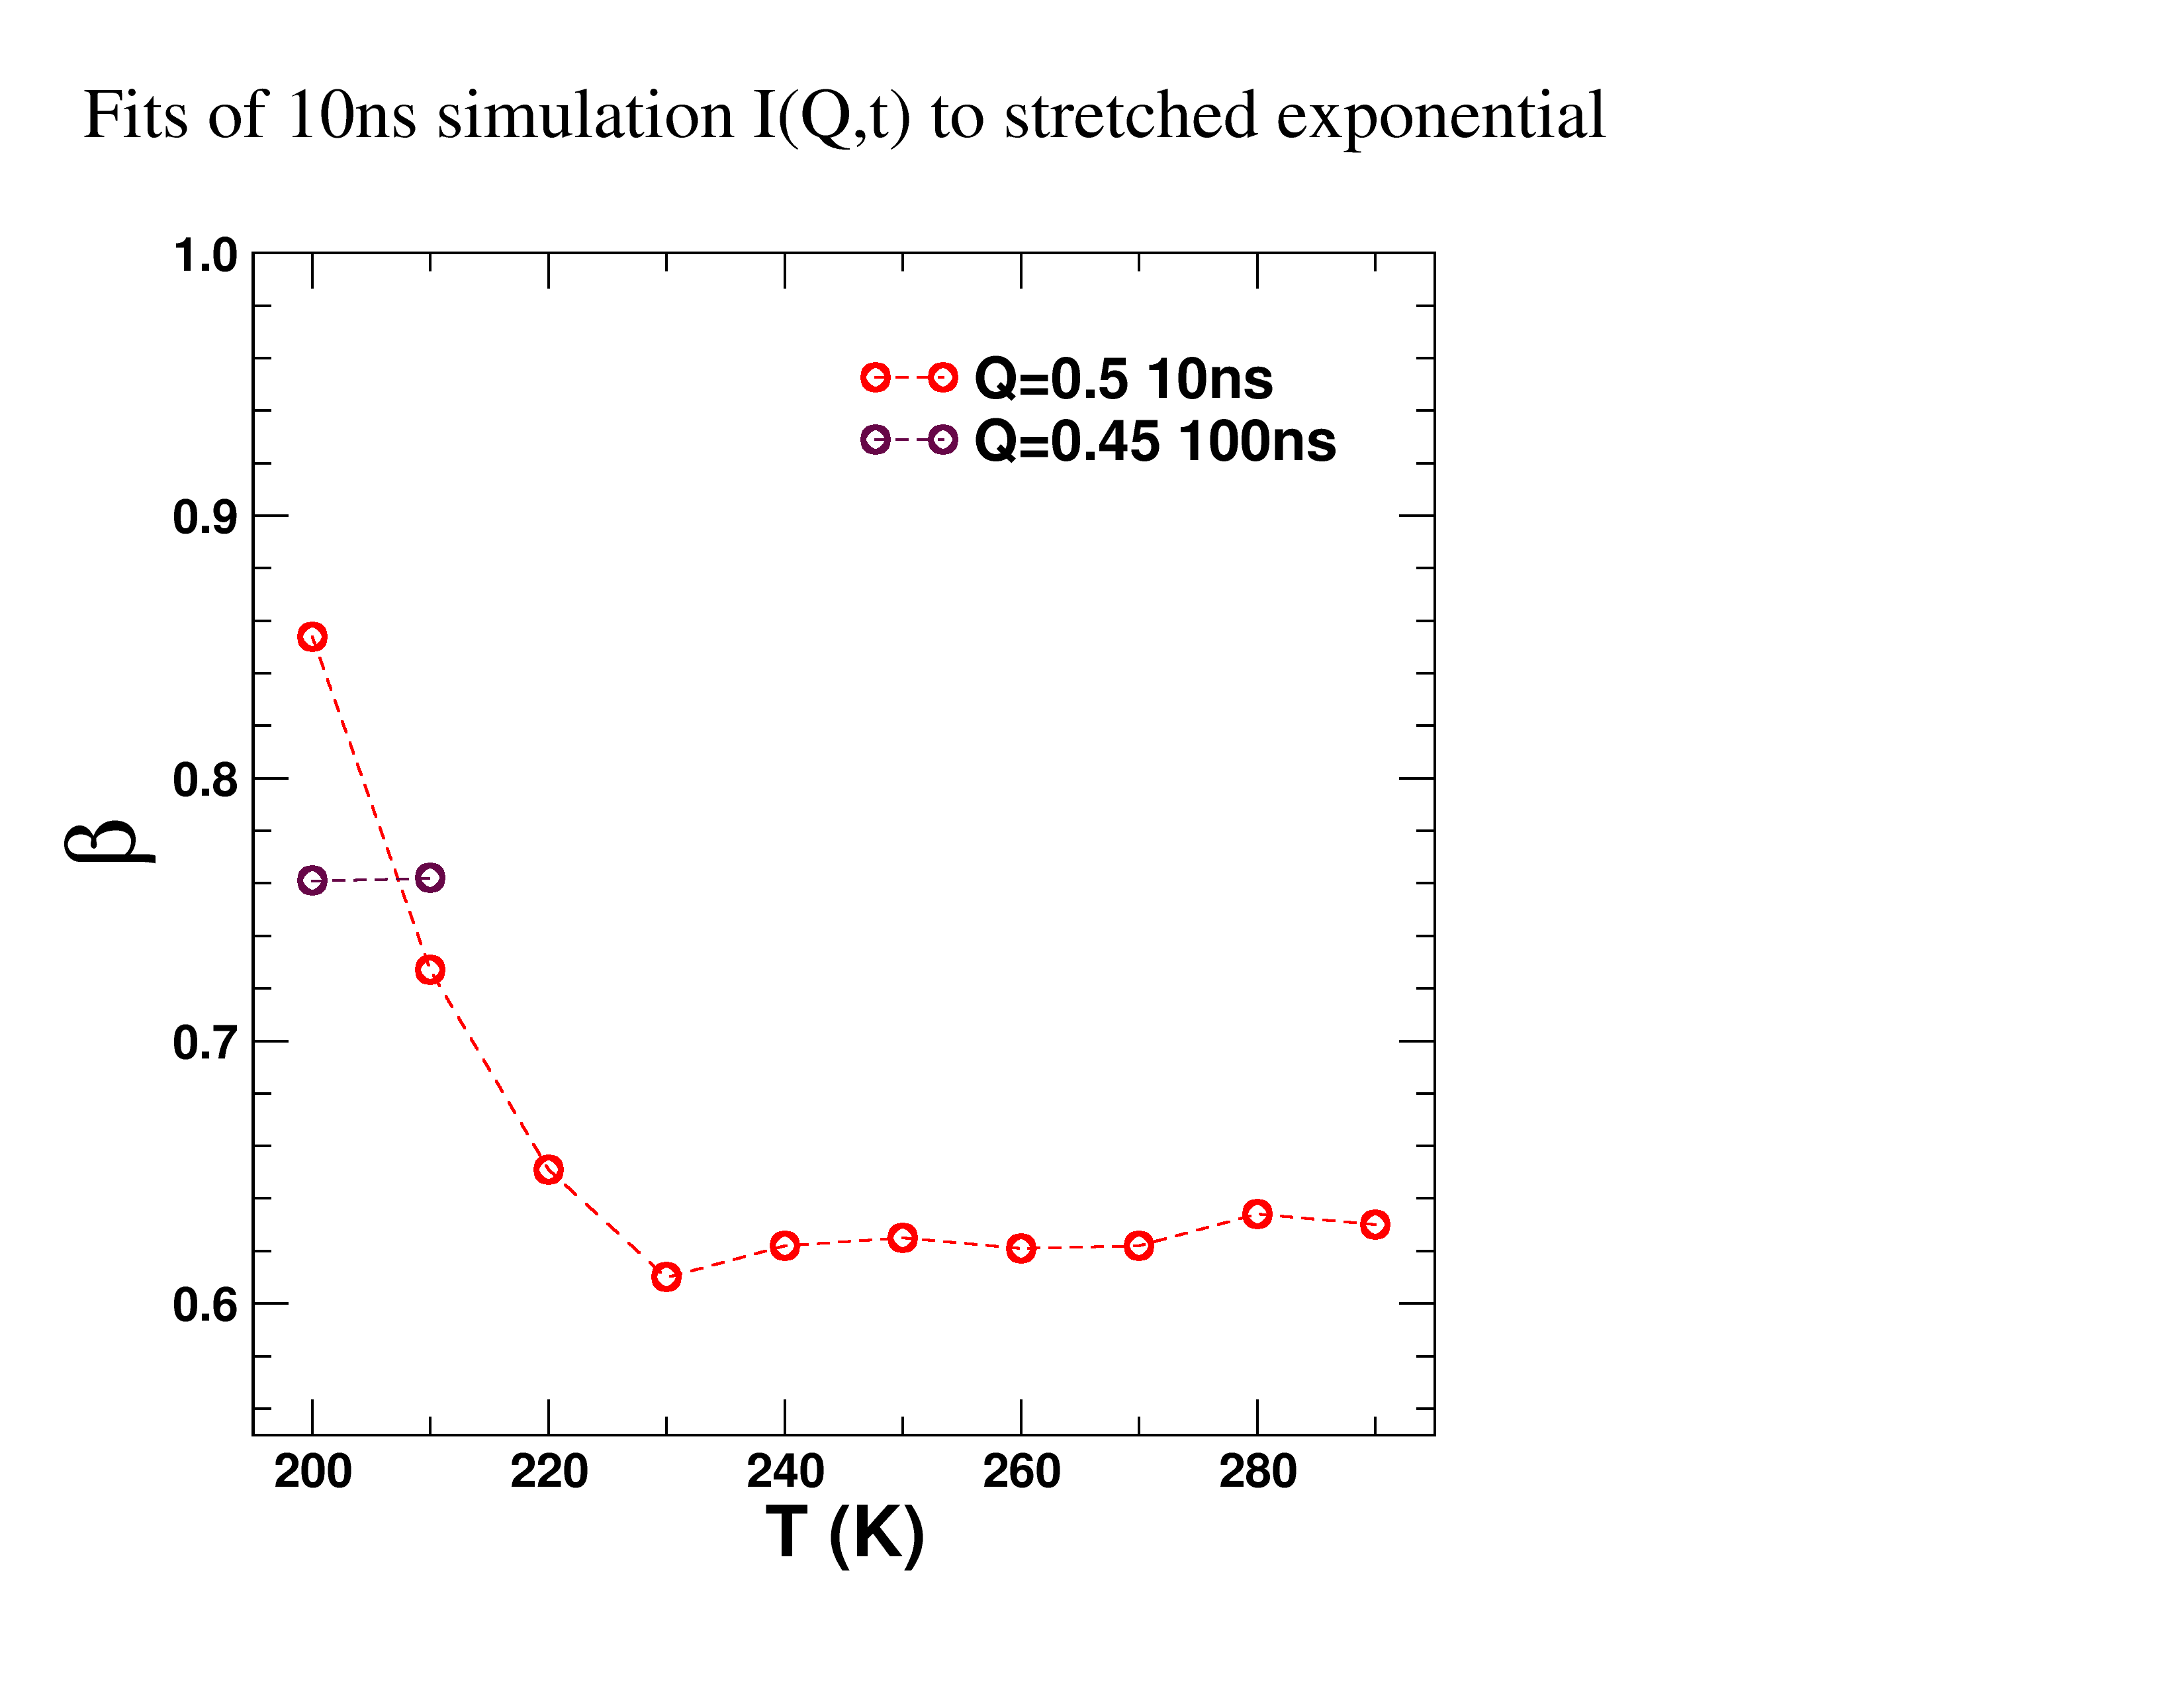 Fits of 10ns simulation I(Q,t) to stretched exponential
1.0
Q=0.5 10ns
Q=0.45 100ns
0.9
0.8
β
0.7
0.6
200 220 240 260 280
T (K)